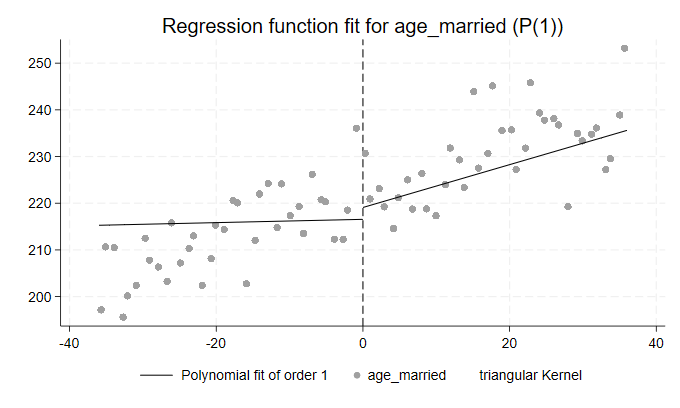 Regression function fit for age_married (P(1))
250
240
230
220
210
200
-40 -20 0 20 40
Polynomial fit of order 1 age_married triangular Kernel